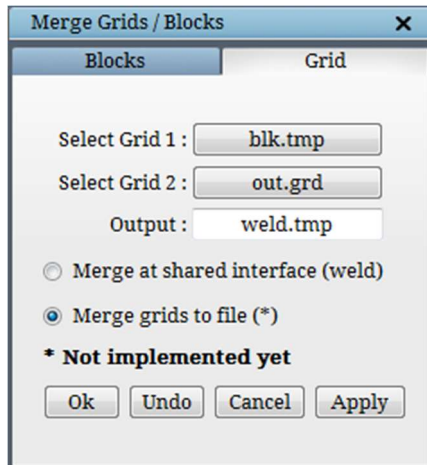 Merge Grids / Blocks ×
Blocks Grid
Select Grid 1 : blk.tmp
Select Grid 2 : out.grd
Output : weld.tmp
Merge at shared interface (weld)
Merge grids to file (*)
* Not implemented yet
Ok Undo Cancel Apply